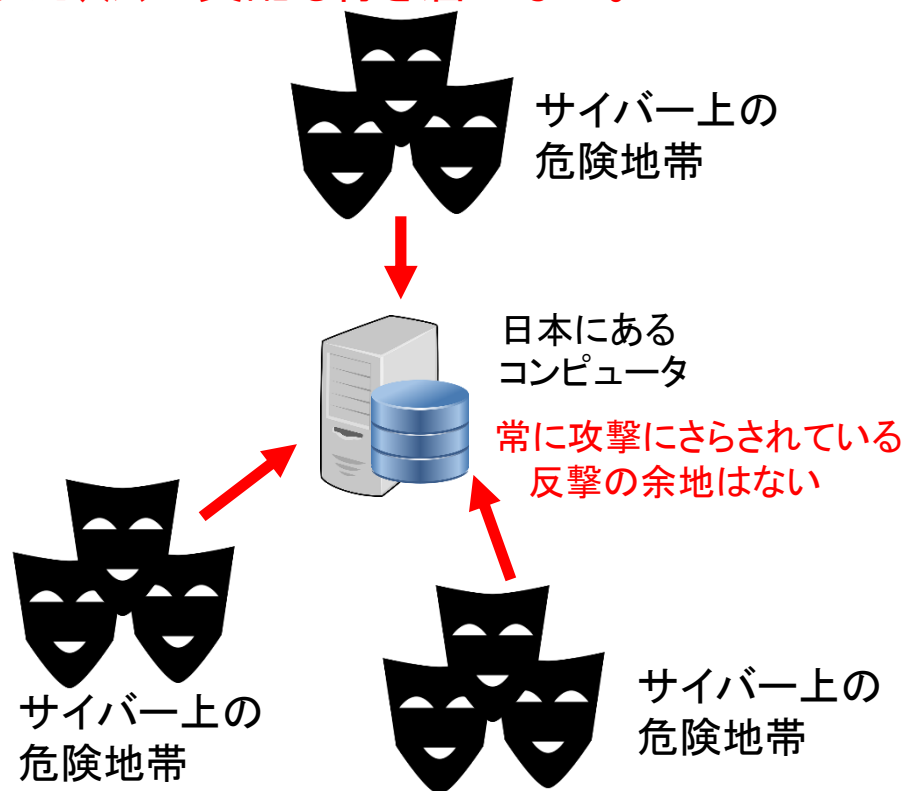 サイバー上の
危険地帯
日本にある
コンピュータ
常に攻撃にさらされている
反撃の余地はない
サイバー上の
危険地帯
サイバー上の
危険地帯